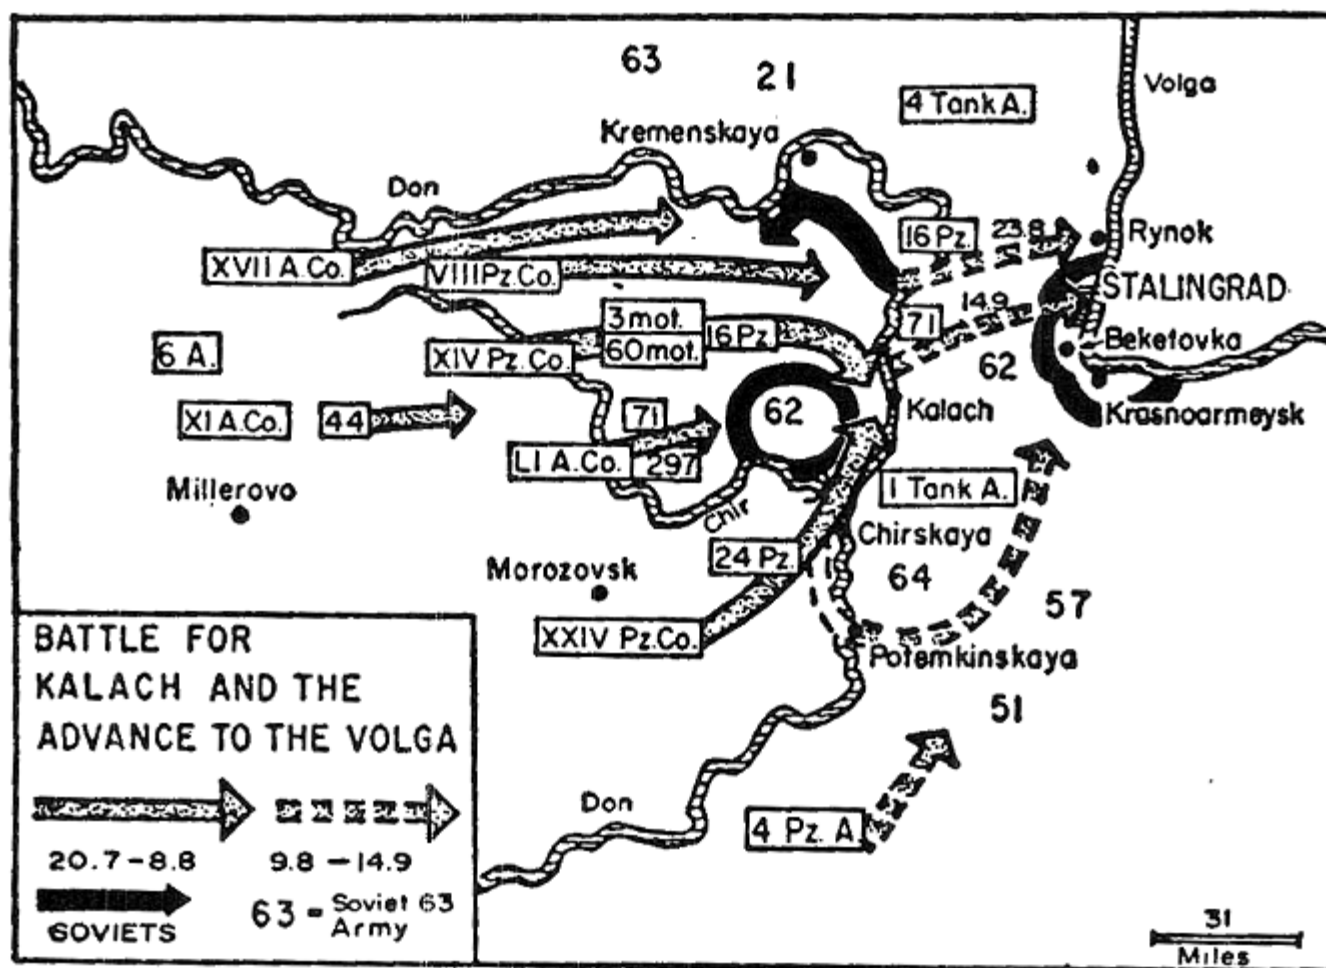 63
21
4 Tank A.
Volga
Kremenskaya
Don
XVII A.Co.
VIII Pz.Co.
16 Pz.
23.8
Rynok
STALINGRAD
14.9
71
3 mot.
60 mot.
16 Pz.
6 A.
XIV Pz.Co.
62
Beketovka
XI A.Co.
44
71
62
Kalach
Krasnoarmeysk
LI A.Co.
297
Millerovo
Chir
1 Tank A.
Chirskaya
24 Pz.
Morozovsk
64
57
XXIV Pz.Co.
Potemkinskaya
51
Don
4 Pz. A.
BATTLE FOR
KALACH AND THE
ADVANCE TO THE VOLGA
20.7-8.8
9.8-14.9
SOVIETS
63 = Soviet 63
Army
31
Miles